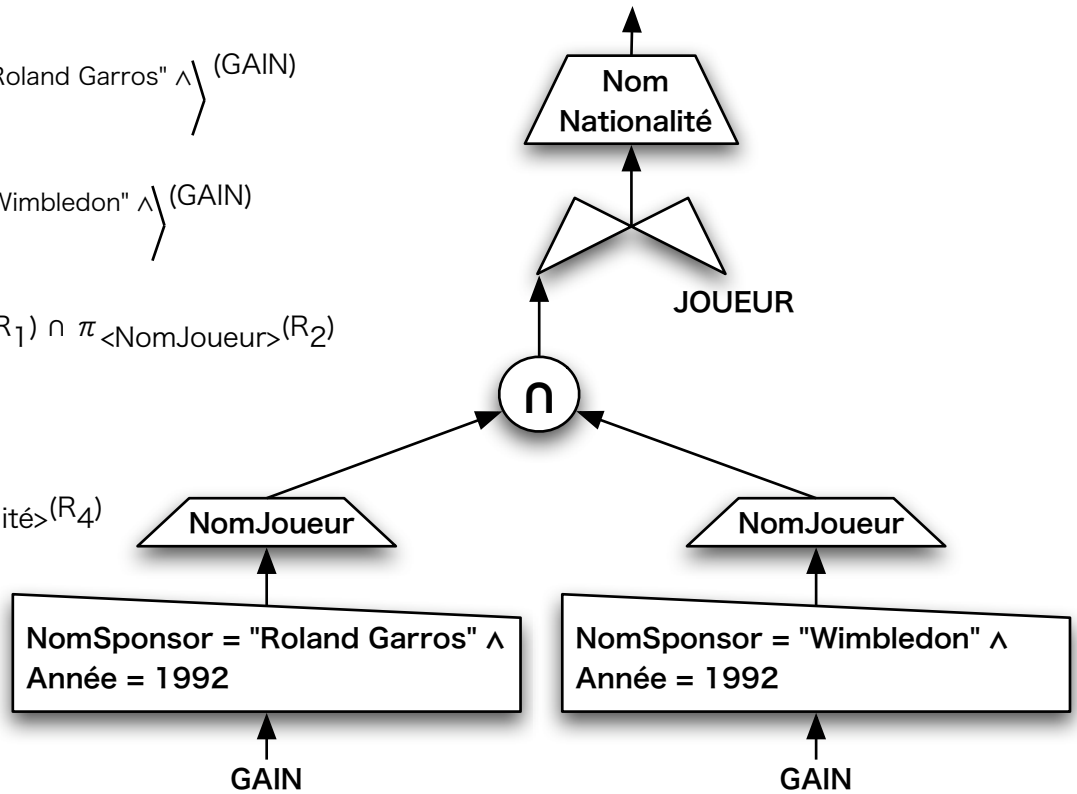 Roland Garros" ∧ (GAIN)
Wimbledon" ∧ (GAIN)
R1) ∩ π <NomJoueur>(R2)
ité>(R4)
Nom
Nationalité
JOUEUR
∩
NomJoueur
NomJoueur
NomSponsor = "Roland Garros" ∧
Année = 1992
NomSponsor = "Wimbledon" ∧
Année = 1992
GAIN
GAIN